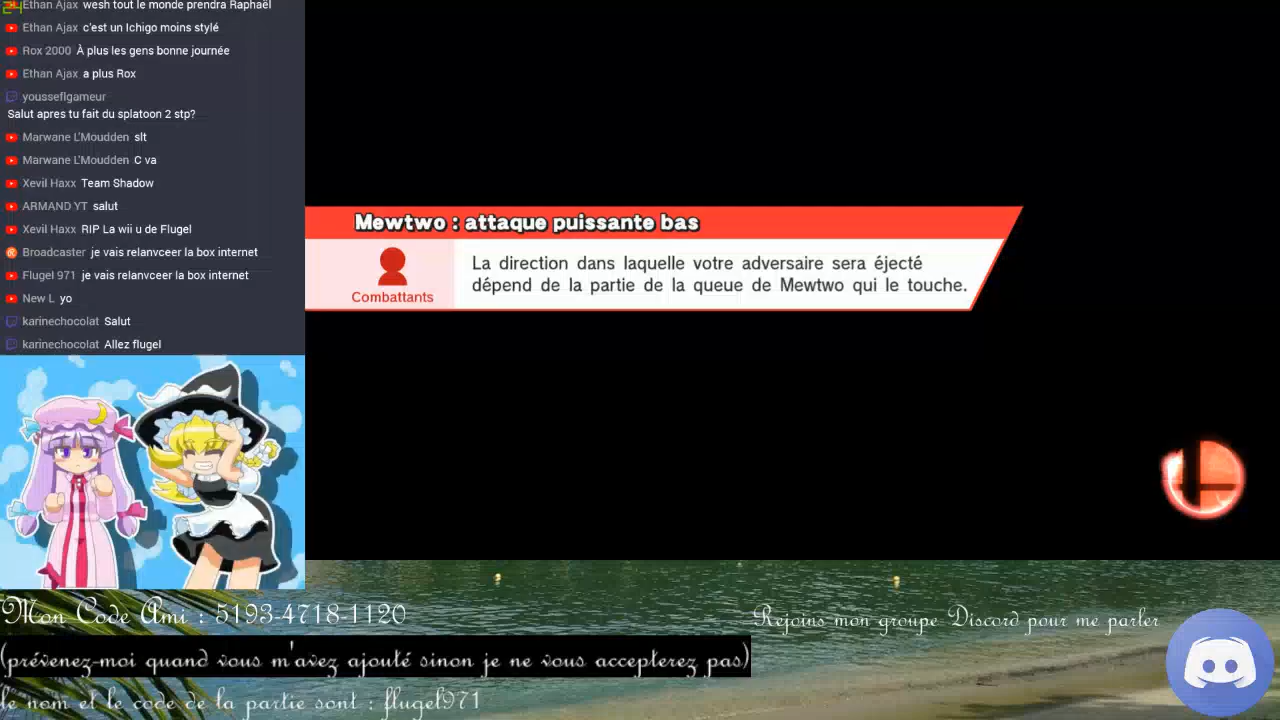 24
Ethan Ajax wesh tout le monde prendra Raphaël
Ethan Ajax c'est un Ichigo moins stylé
Rox 2000 À plus les gens bonne journée
Ethan Ajax a plus Rox
yousseflgameur
Salut apres tu fait du splatoon 2 stp?
Marwane L'Moudden slt
Marwane L'Moudden C va
Xevil Haxx Team Shadow
ARMAND YT salut
Xevil Haxx RIP La wii u de Flugel
Broadcaster je vais relanvceer la box internet
Flugel 971 je vais relanvceer la box internet
New L yo
karinechocolat Salut
karinechocolat Allez flugel
Mewtwo : attaque puissante bas
Combattants
La direction dans laquelle votre adversaire sera éjecté
dépend de la partie de la queue de Mewtwo qui le touche.
Mon Code Ami : 5193-4718-1120
(prévenez-moi quand vous m'avez ajouté sinon je ne vous accepterez pas)
le nom et le code de la partie sont : flugel971
Rejoins mon groupe Discord pour me parler